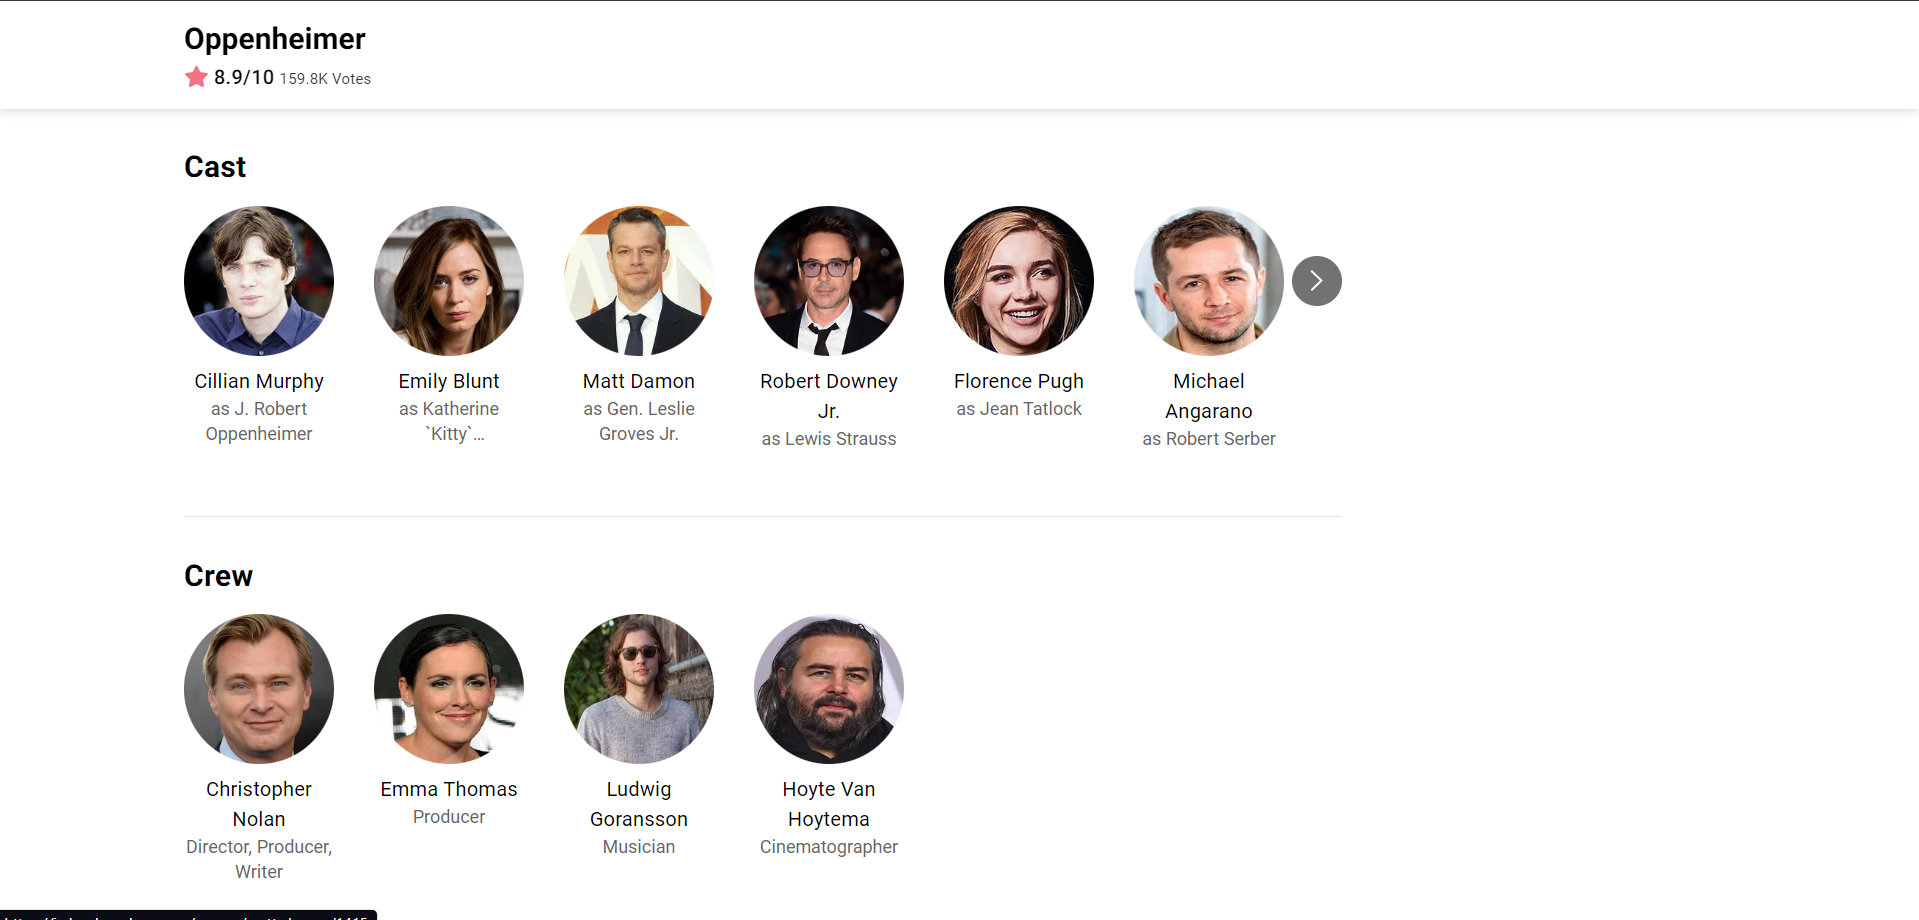 Oppenheimer
8.9/10 159.8K Votes
Cast
Cillian Murphy
as J. Robert
Oppenheimer
Emily Blunt
as Katherine
`Kitty`...
Matt Damon
as Gen. Leslie
Groves Jr.
Robert Downey
Jr.
as Lewis Strauss
Florence Pugh
as Jean Tatlock
Michael
Angarano
as Robert Serber
Crew
Christopher
Nolan
Director, Producer,
Writer
Emma Thomas
Producer
Ludwig
Goransson
Musician
Hoyte Van
Hoytema
Cinematographer